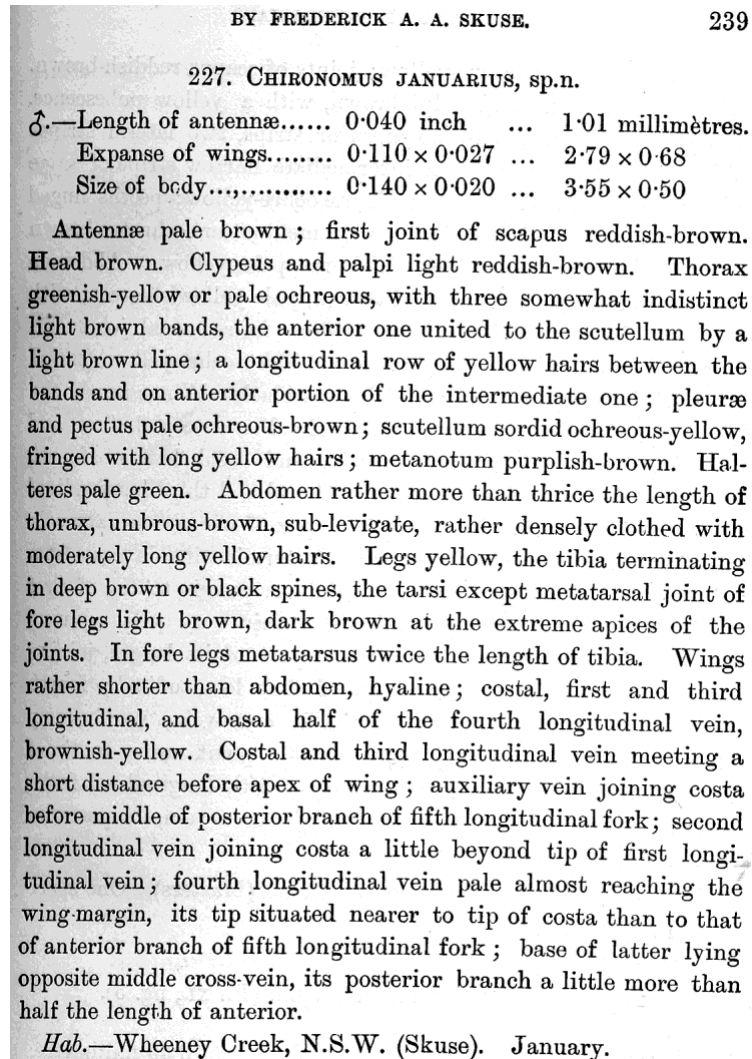 BY FREDERICK A. A. SKUSE. 239
227. CHIRONOMUS JANUARIUS, sp.n.
♂.—Length of antennæ...... 0·040 inch ... 1·01 millimètres.
Expanse of wings........ 0·110 × 0·027 ... 2·79 × 0·68
Size of body.............. 0·140 × 0·020 ... 3·55 × 0·50
Antennæ pale brown ; first joint of scapus reddish-brown.
Head brown. Clypeus and palpi light reddish-brown. Thorax
greenish-yellow or pale ochreous, with three somewhat indistinct
light brown bands, the anterior one united to the scutellum by a
light brown line ; a longitudinal row of yellow hairs between the
bands and on anterior portion of the intermediate one ; pleuræ
and pectus pale ochreous-brown ; scutellum sordid ochreous-yellow,
fringed with long yellow hairs ; metanotum purplish-brown. Hal-
teres pale green. Abdomen rather more than thrice the length of
thorax, umbrous-brown, sub-levigate, rather densely clothed with
moderately long yellow hairs. Legs yellow, the tibia terminating
in deep brown or black spines, the tarsi except metatarsal joint of
fore legs light brown, dark brown at the extreme apices of the
joints. In fore legs metatarsus twice the length of tibia. Wings
rather shorter than abdomen, hyaline ; costal, first and third
longitudinal, and basal half of the fourth longitudinal vein,
brownish-yellow. Costal and third longitudinal vein meeting a
short distance before apex of wing ; auxiliary vein joining costa
before middle of posterior branch of fifth longitudinal fork ; second
longitudinal vein joining costa a little beyond tip of first longi-
tudinal vein ; fourth longitudinal vein pale almost reaching the
wing-margin, its tip situated nearer to tip of costa than to that
of anterior branch of fifth longitudinal fork ; base of latter lying
opposite middle cross-vein, its posterior branch a little more than
half the length of anterior.
Hab.—Wheeney Creek, N.S.W. (Skuse). January.